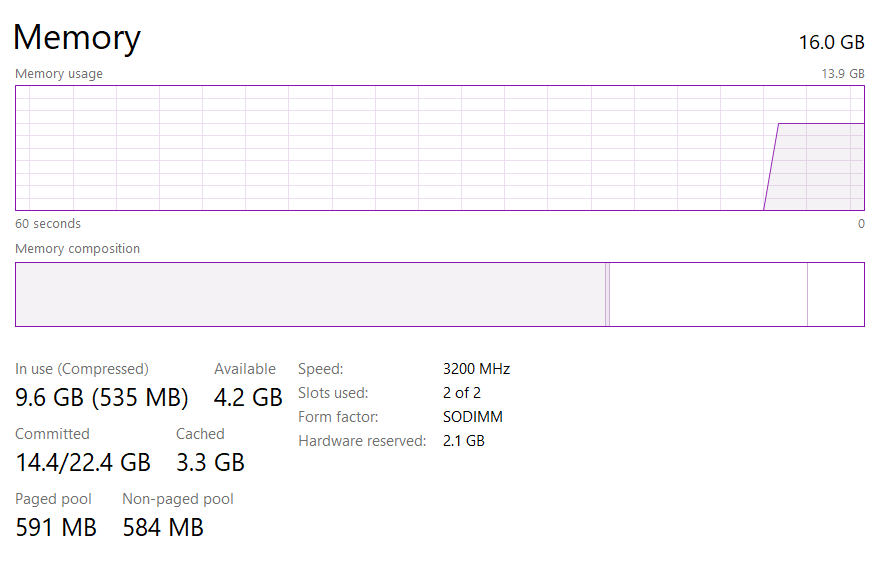 Memory 16.0 GB
Memory usage 13.9 GB
60 seconds 0
Memory composition
In use (Compressed) Available Speed: 3200 MHz
9.6 GB (535 MB) 4.2 GB Slots used: 2 of 2
Form factor: SODIMM
Committed Cached Hardware reserved: 2.1 GB
14.4/22.4 GB 3.3 GB
Paged pool Non-paged pool
591 MB 584 MB